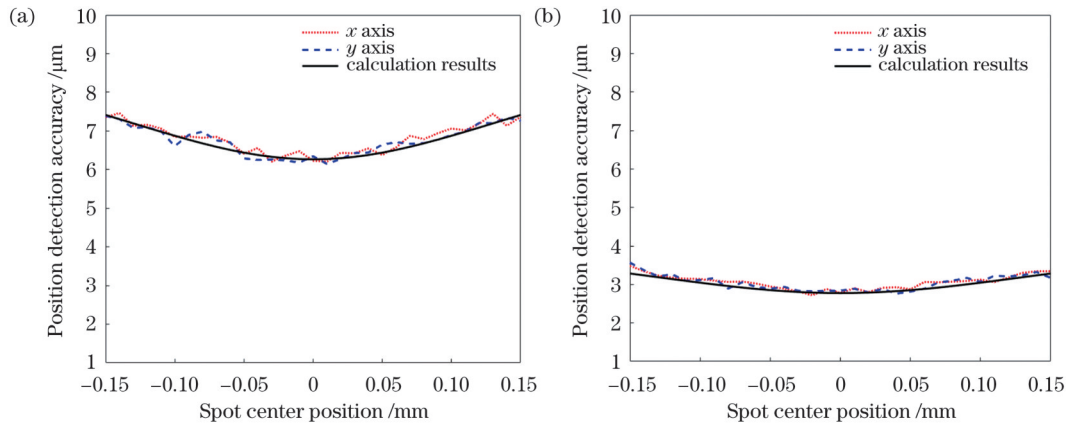 (a)
10
9
8
7
6
5
4
3
2
1
Position detection accuracy /μm
x axis
y axis
calculation results
−0.15
−0.10
−0.05
0
0.05
0.10
0.15
Spot center position /mm
(b)
10
9
8
7
6
5
4
3
2
1
Position detection accuracy /μm
x axis
y axis
calculation results
−0.15
−0.10
−0.05
0
0.05
0.10
0.15
Spot center position /mm